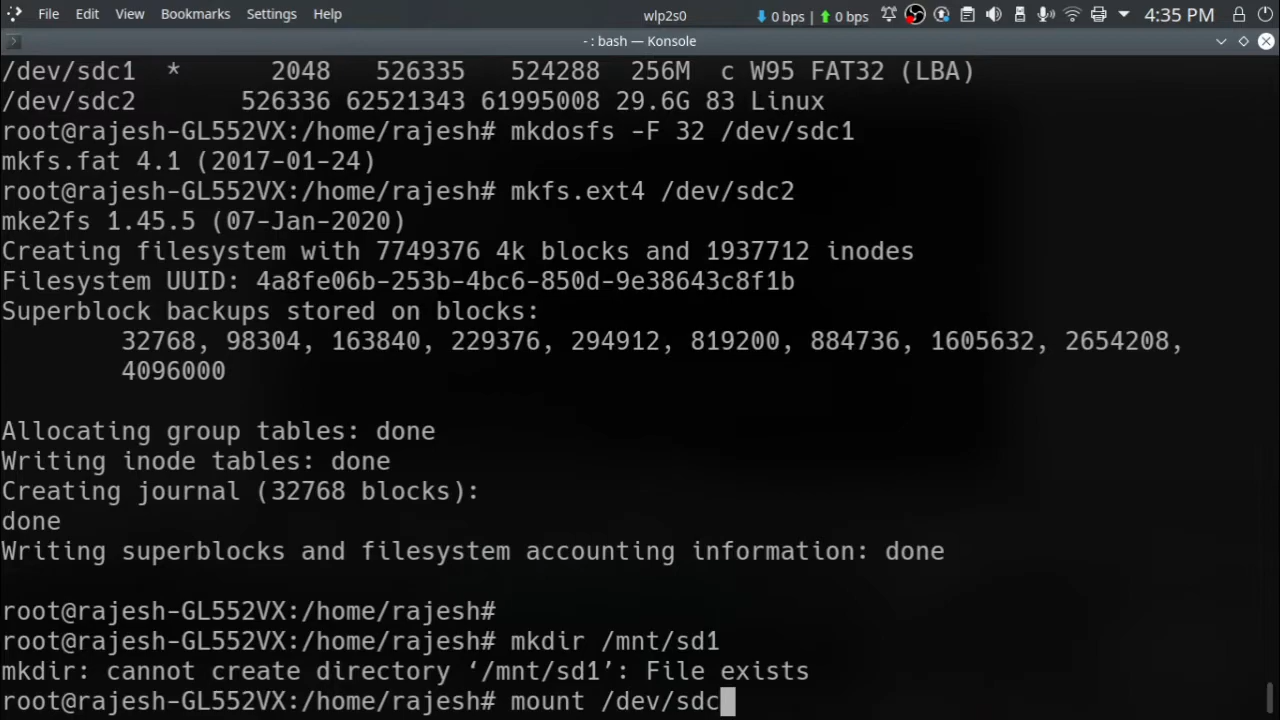 File Edit View Bookmarks Settings Help wlp2s0 0 bps | 0 bps 4:35 PM
- : bash — Konsole
/dev/sdc1 * 2048 526335 524288 256M c W95 FAT32 (LBA)
/dev/sdc2 526336 62521343 61995008 29.6G 83 Linux
root@rajesh-GL552VX:/home/rajesh# mkdosfs -F 32 /dev/sdc1
mkfs.fat 4.1 (2017-01-24)
root@rajesh-GL552VX:/home/rajesh# mkfs.ext4 /dev/sdc2
mke2fs 1.45.5 (07-Jan-2020)
Creating filesystem with 7749376 4k blocks and 1937712 inodes
Filesystem UUID: 4a8fe06b-253b-4bc6-850d-9e38643c8f1b
Superblock backups stored on blocks:
32768, 98304, 163840, 229376, 294912, 819200, 884736, 1605632, 2654208,
4096000
Allocating group tables: done
Writing inode tables: done
Creating journal (32768 blocks):
done
Writing superblocks and filesystem accounting information: done
root@rajesh-GL552VX:/home/rajesh#
root@rajesh-GL552VX:/home/rajesh# mkdir /mnt/sd1
mkdir: cannot create directory ‘/mnt/sd1’: File exists
root@rajesh-GL552VX:/home/rajesh# mount /dev/sdc